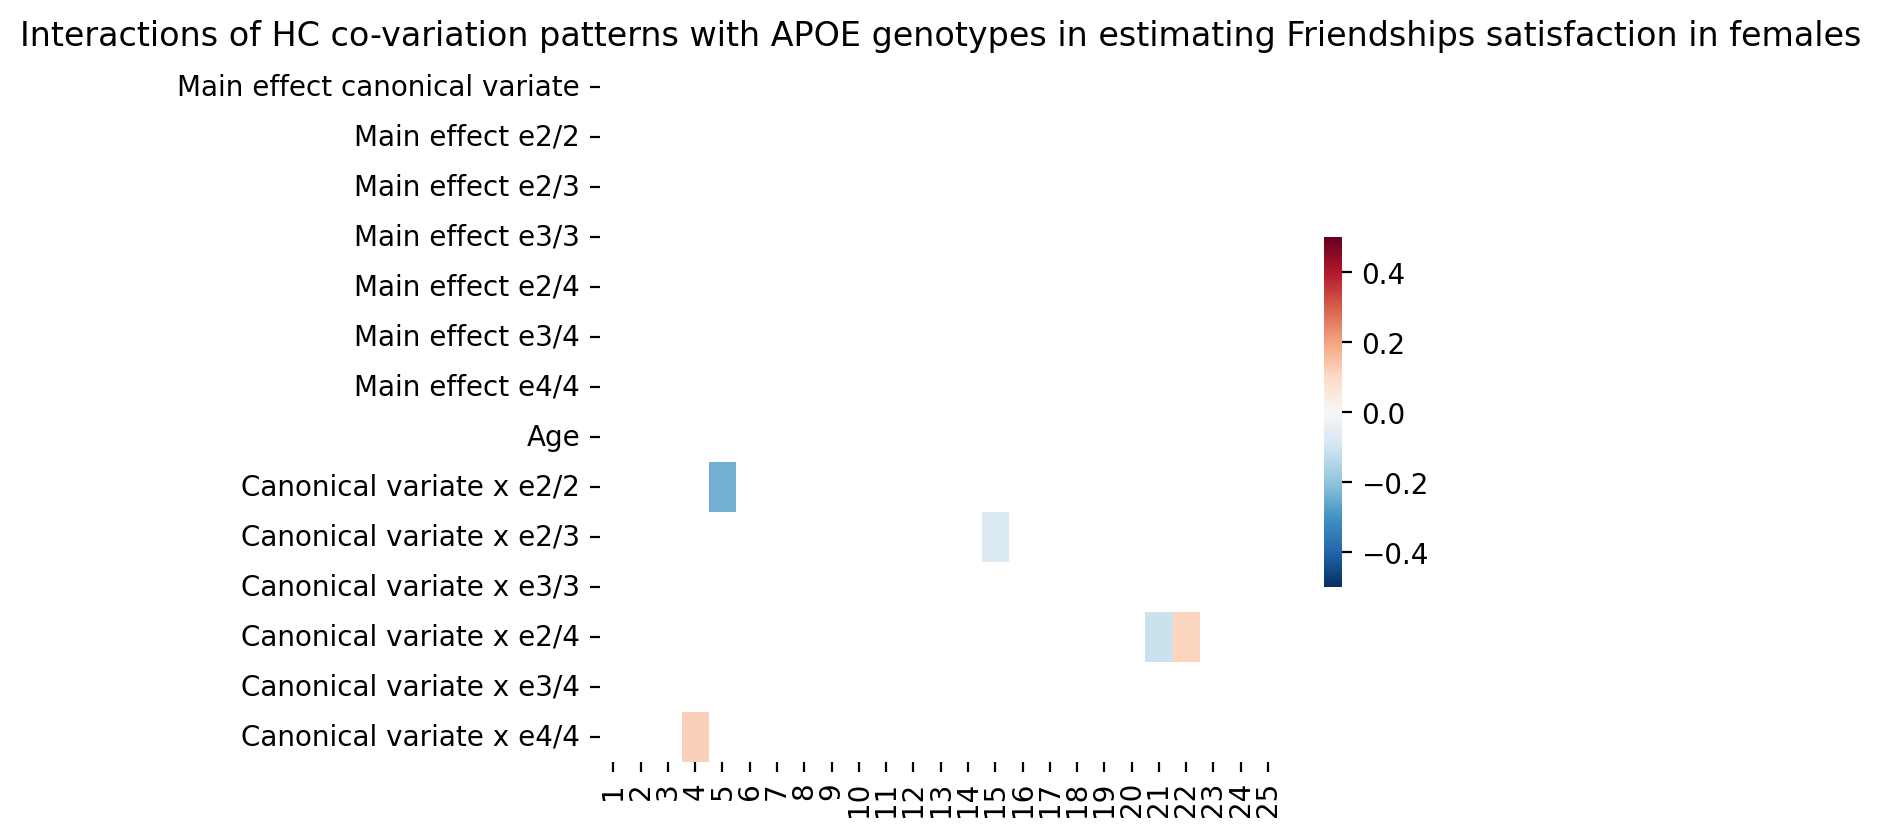 Interactions of HC co-variation patterns with APOE genotypes in estimating Friendships satisfaction in females
Main effect canonical variate
Main effect e2/2
Main effect e2/3
Main effect e3/3
Main effect e2/4
Main effect e3/4
Main effect e4/4
Age
Canonical variate x e2/2
Canonical variate x e2/3
Canonical variate x e3/3
Canonical variate x e2/4
Canonical variate x e3/4
Canonical variate x e4/4
1 2 3 4 5 6 7 8 9 10 11 12 13 14 15 16 17 18 19 20 21 22 23 24 25
0.4
0.2
0.0
−0.2
−0.4